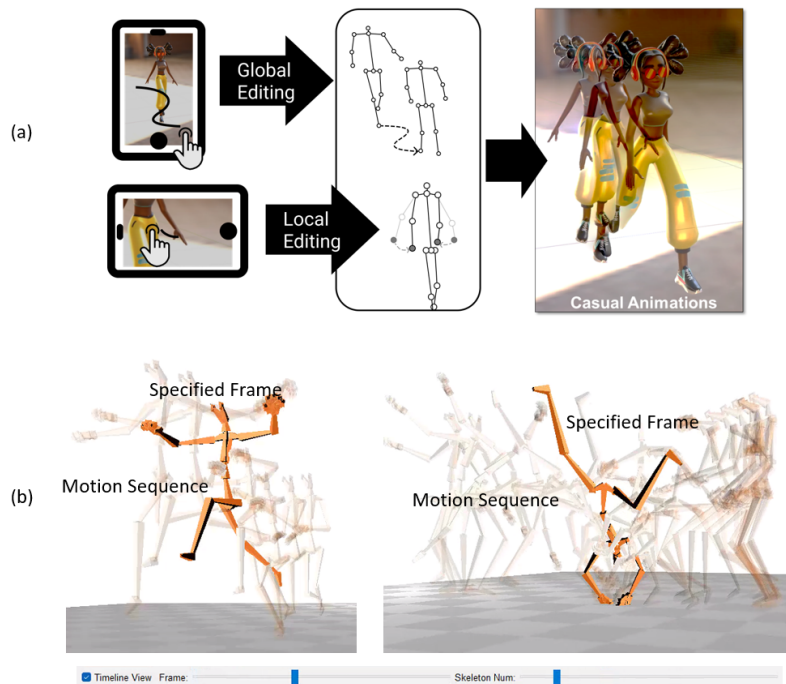 (a)
Global
Editing
Local
Editing
Casual Animations
(b)
Specified Frame
Motion Sequence
Specified Frame
Motion Sequence
Timeline View Frame: Skeleton Num: